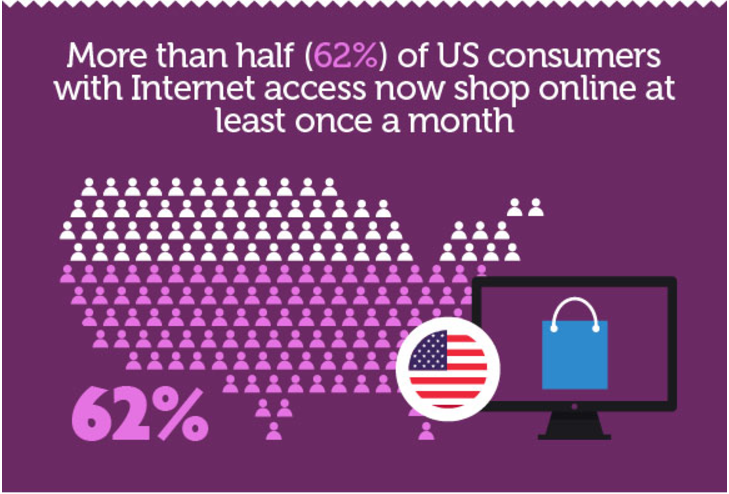 More than half (62%) of US consumers
with Internet access now shop online at
least once a month
62%